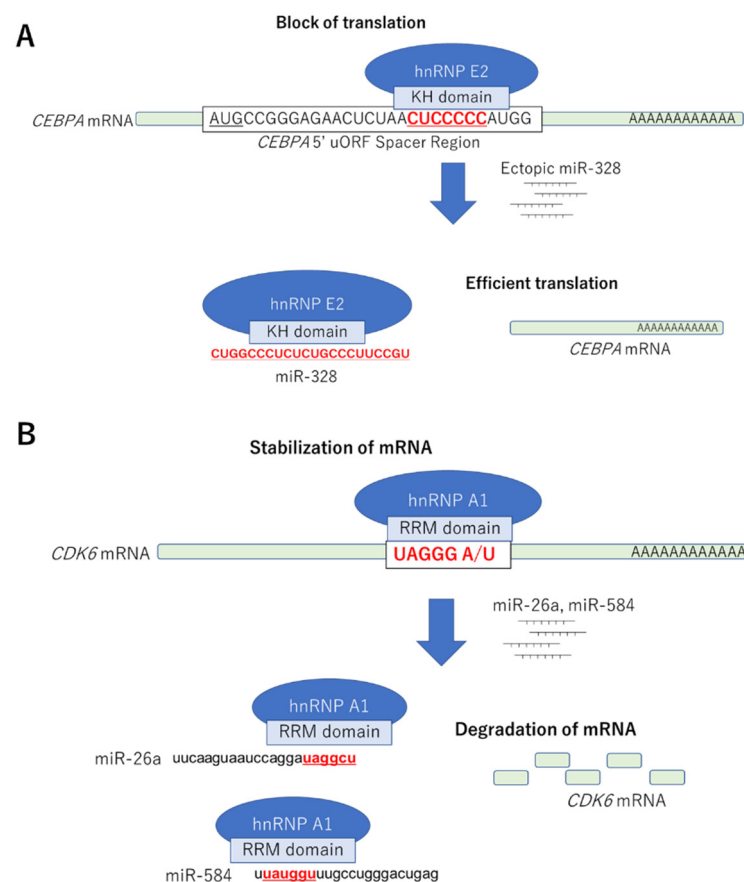 A
Block of translation
hnRNP E2
KH domain
CEBPA mRNA
AUGCCGGGAGAACUCUAACUCCCCCAUGG
AAAAAAAAAAAA
CEBPA 5' uORF Spacer Region
Ectopic miR-328
Efficient translation
hnRNP E2
KH domain
CUGGCCCUCUCUGCCCUUCCGU
miR-328
AAAAAAAAAAAA
CEBPA mRNA
B
Stabilization of mRNA
hnRNP A1
RRM domain
CDK6 mRNA
UAGGG A/U
AAAAAAAAAAAA
miR-26a, miR-584
hnRNP A1
RRM domain
miR-26a uucaaguaauccaggauaggcu
Degradation of mRNA
CDK6 mRNA
hnRNP A1
RRM domain
miR-584 uuaugguuugccugggacugag